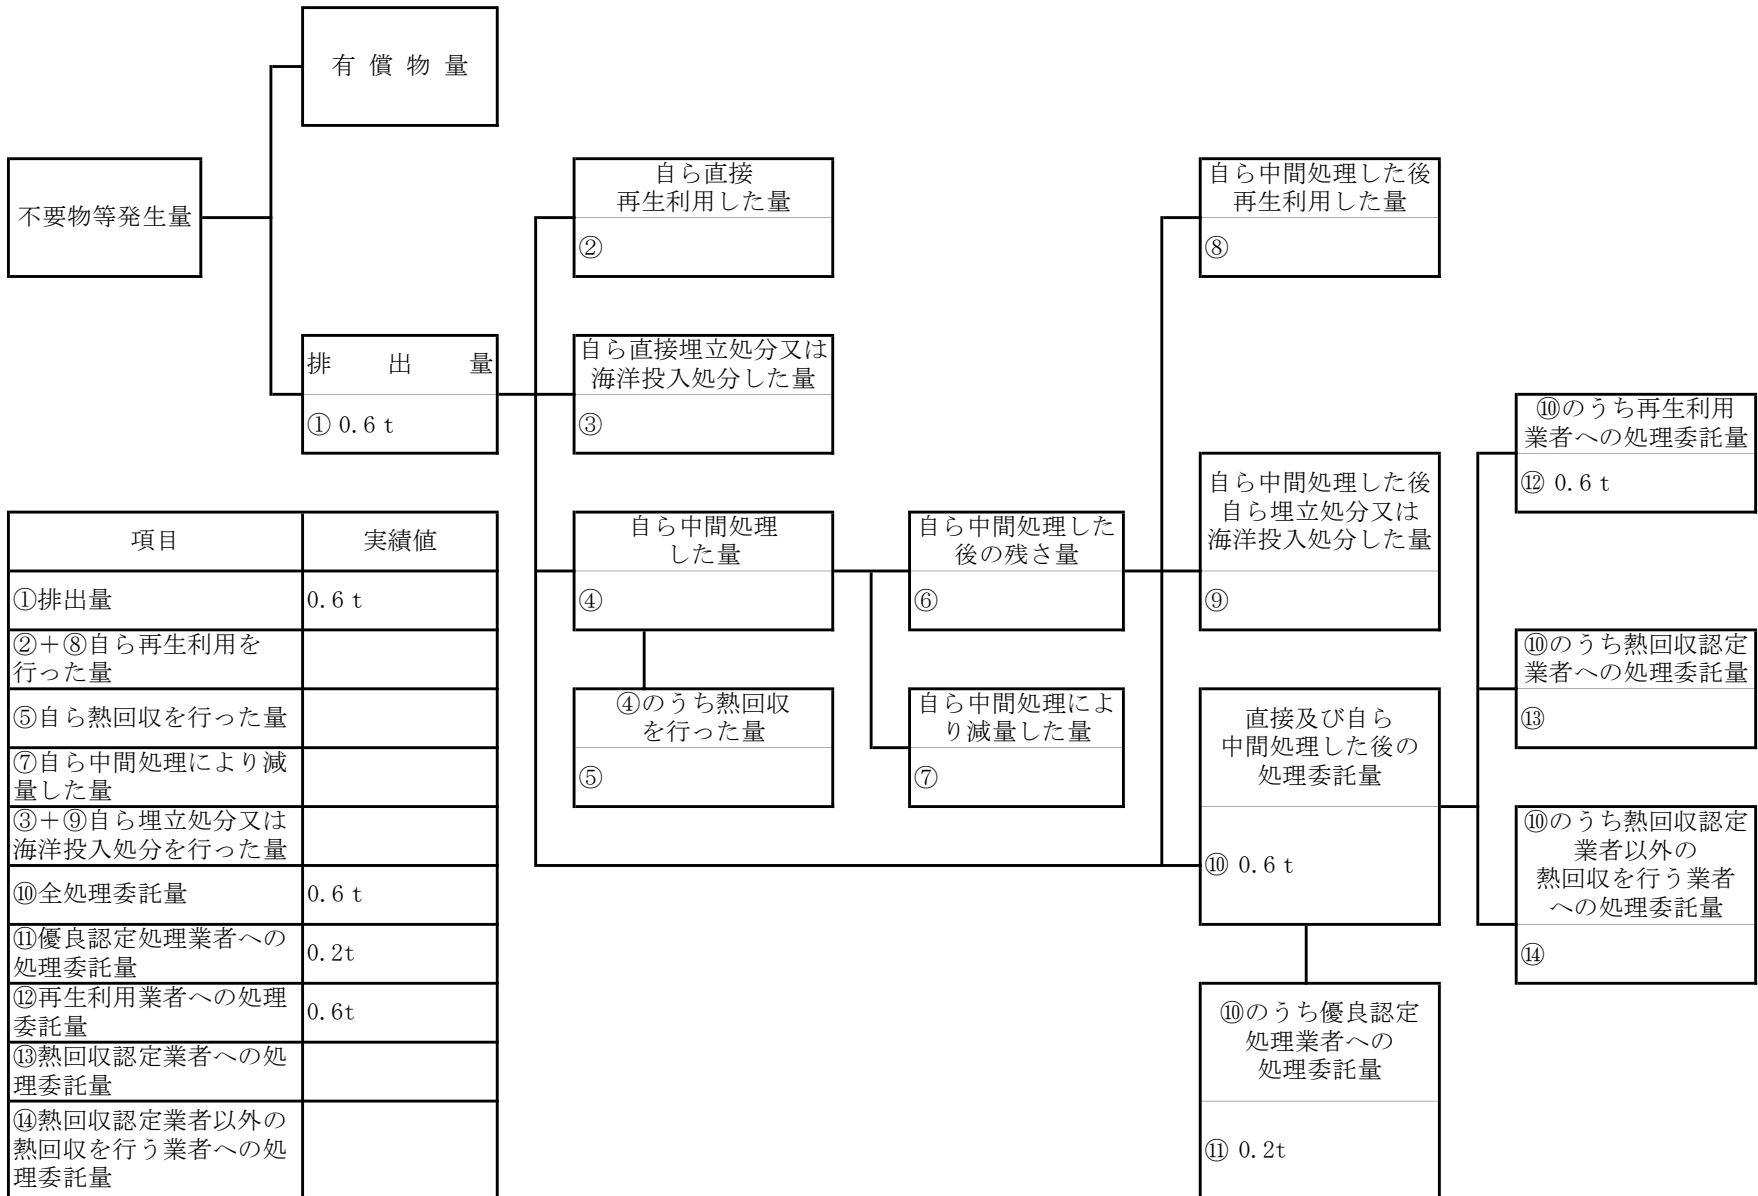 有償物量
不要物等発生量
自ら直接
再生利用した量
②
自ら中間処理した後
再生利用した量
⑧
排出量
① 0.6 t
自ら直接埋立処分又は
海洋投入処分した量
③
⑩のうち再生利用
業者への処理委託量
⑫ 0.6 t
自ら中間処理した後
自ら埋立処分又は
海洋投入処分した量
⑨
自ら中間処理
した量
④
自ら中間処理した
後の残さ量
⑥
⑩のうち熱回収認定
業者への処理委託量
⑬
④のうち熱回収
を行った量
⑤
自ら中間処理によ
り減量した量
⑦
直接及び自ら
中間処理した後の
処理委託量
⑩ 0.6 t
⑩のうち熱回収認定
業者以外の
熱回収を行う業者
への処理委託量
⑭
⑩のうち優良認定
処理業者への
処理委託量
⑪ 0.2t
項目 実績値
①排出量 0.6 t
②＋⑧自ら再生利用を
行った量
⑤自ら熱回収を行った量
⑦自ら中間処理により減
量した量
③＋⑨自ら埋立処分又は
海洋投入処分を行った量
⑩全処理委託量 0.6 t
⑪優良認定処理業者への
処理委託量 0.2t
⑫再生利用業者への処理
委託量 0.6t
⑬熱回収認定業者への処
理委託量
⑭熱回収認定業者以外の
熱回収を行う業者への処
理委託量